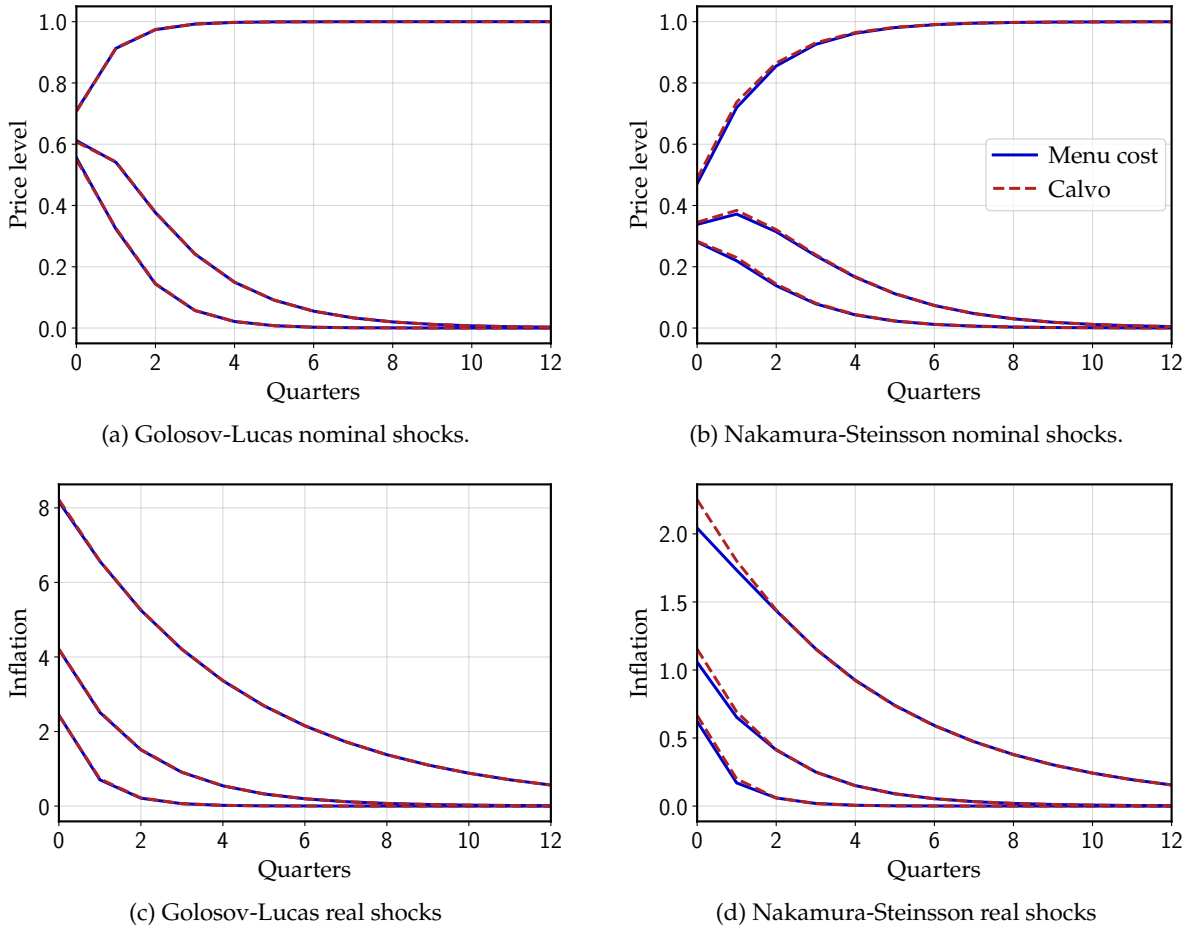 1.0
0.8
0.6
0.4
0.2
0.0
Price level
0 2 4 6 8 10 12
Quarters
(a) Golosov-Lucas nominal shocks.
1.0
0.8
0.6
0.4
0.2
0.0
Price level
Menu cost
Calvo
0 2 4 6 8 10 12
Quarters
(b) Nakamura-Steinsson nominal shocks.
8
6
4
2
0
Inflation
0 2 4 6 8 10 12
Quarters
(c) Golosov-Lucas real shocks
2.0
1.5
1.0
0.5
0.0
Inflation
0 2 4 6 8 10 12
Quarters
(d) Nakamura-Steinsson real shocks